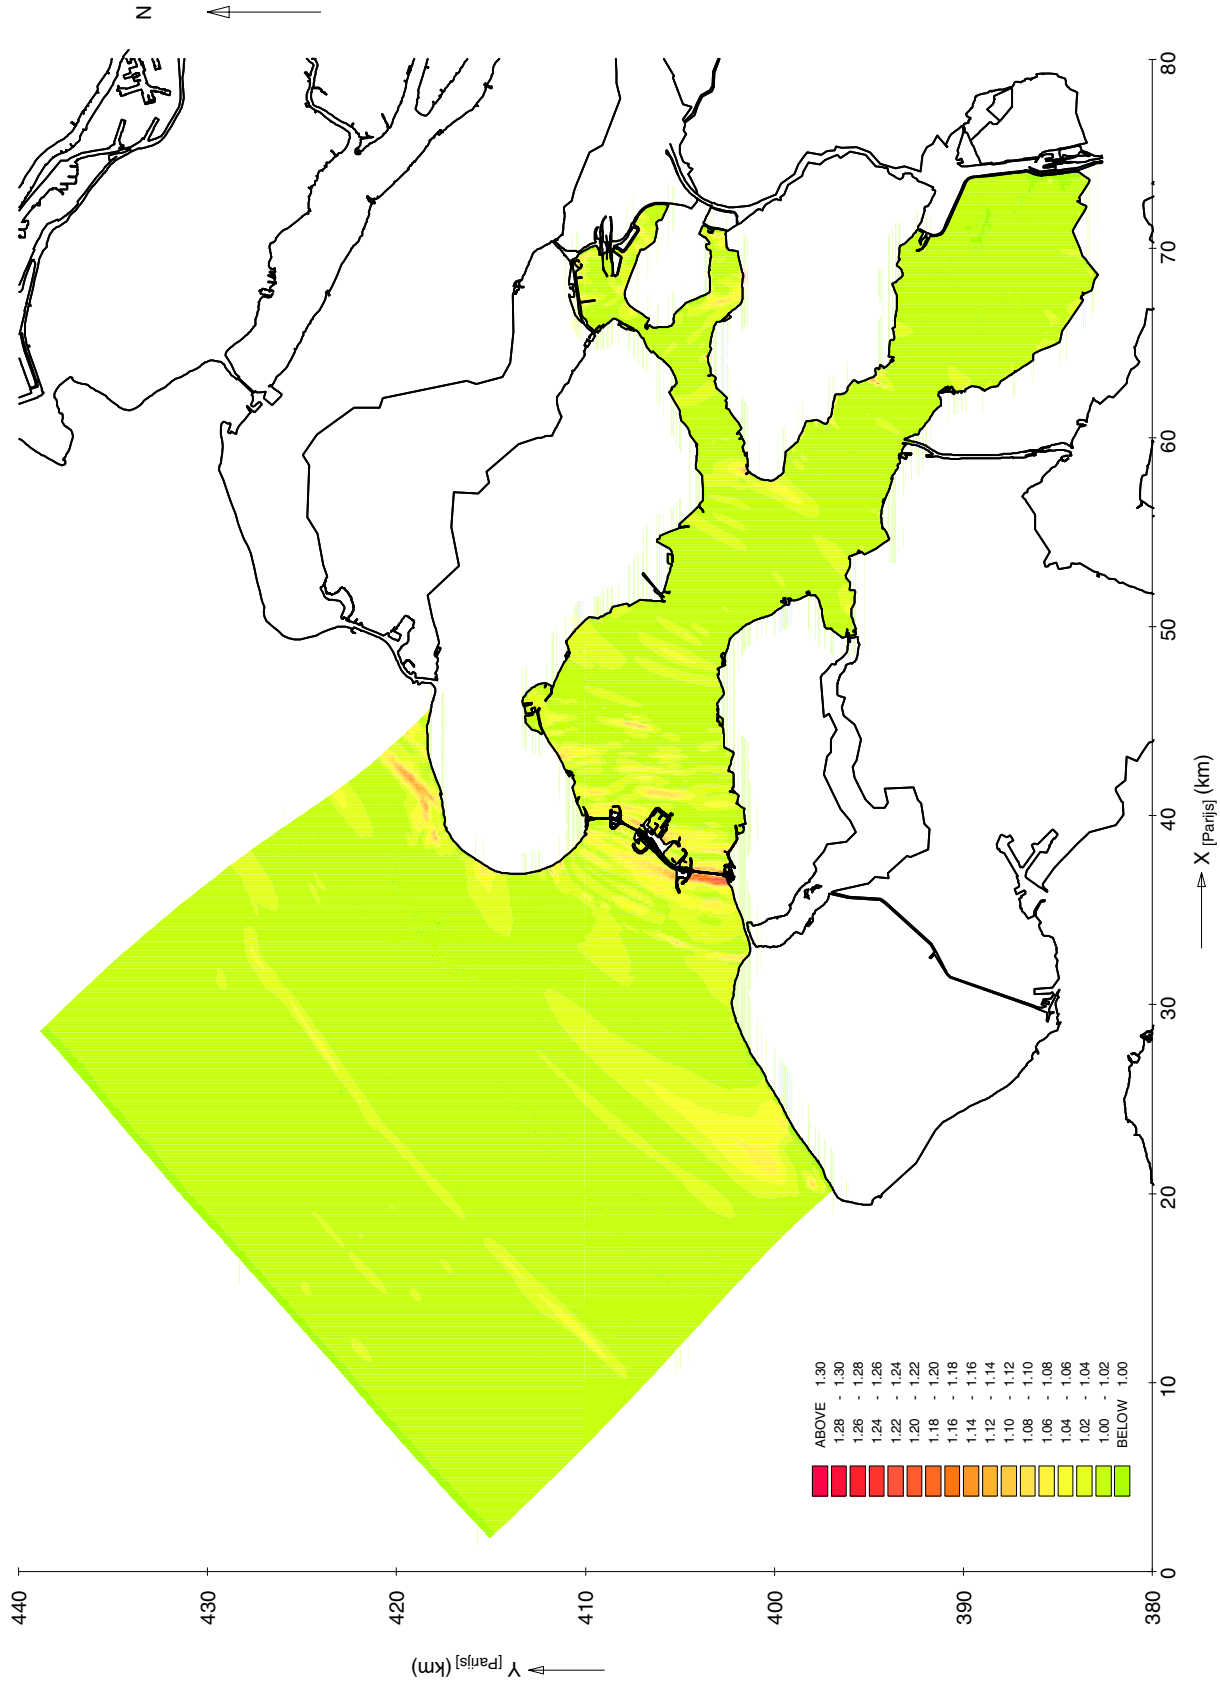 N
440
430
420
410
400
390
380
Y [Parijs] (km)
0
10
20
30
40
50
60
70
80
X [Parijs] (km)
ABOVE 1.30
1.28 - 1.30
1.26 - 1.28
1.24 - 1.26
1.22 - 1.24
1.20 - 1.22
1.18 - 1.20
1.16 - 1.18
1.14 - 1.16
1.12 - 1.14
1.10 - 1.12
1.08 - 1.10
1.06 - 1.08
1.04 - 1.06
1.02 - 1.04
1.00 - 1.02
BELOW 1.00